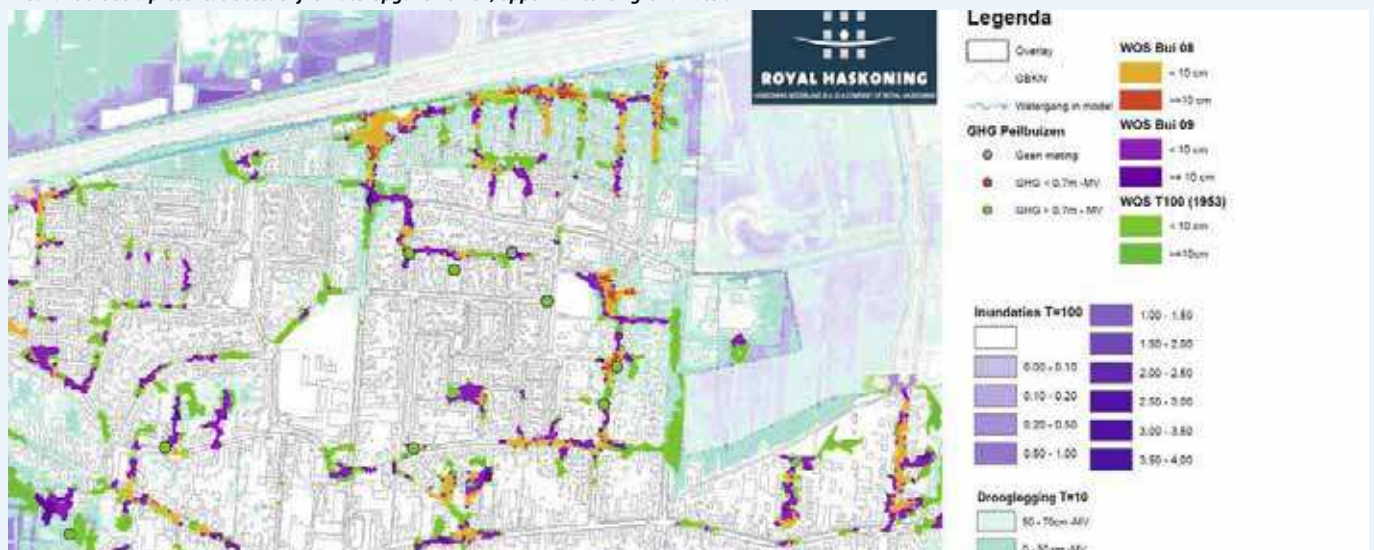 ROYAL HASKONING
Legenda
Overlay
GBKN
Watergang in model
GHG Peilbuizen
Geen meting
GHG < 0.7m -MV
GHG > 0.7m - MV
WOS Bui 08
< 10 cm
>=10 cm
WOS Bui 09
< 10 cm
>= 10 cm
WOS T100 (1953)
< 10 cm
>=10cm
Inundaties T=100
0.00 - 0.10
0.10 - 0.20
0.20 - 0.50
0.50 - 1.00
1.00 - 1.50
1.50 - 2.00
2.00 - 2.50
2.50 - 3.00
3.00 - 3.50
3.50 - 4.00
Drooglegging T=10
50 - 70cm -MV
0 - 50 cm -MV